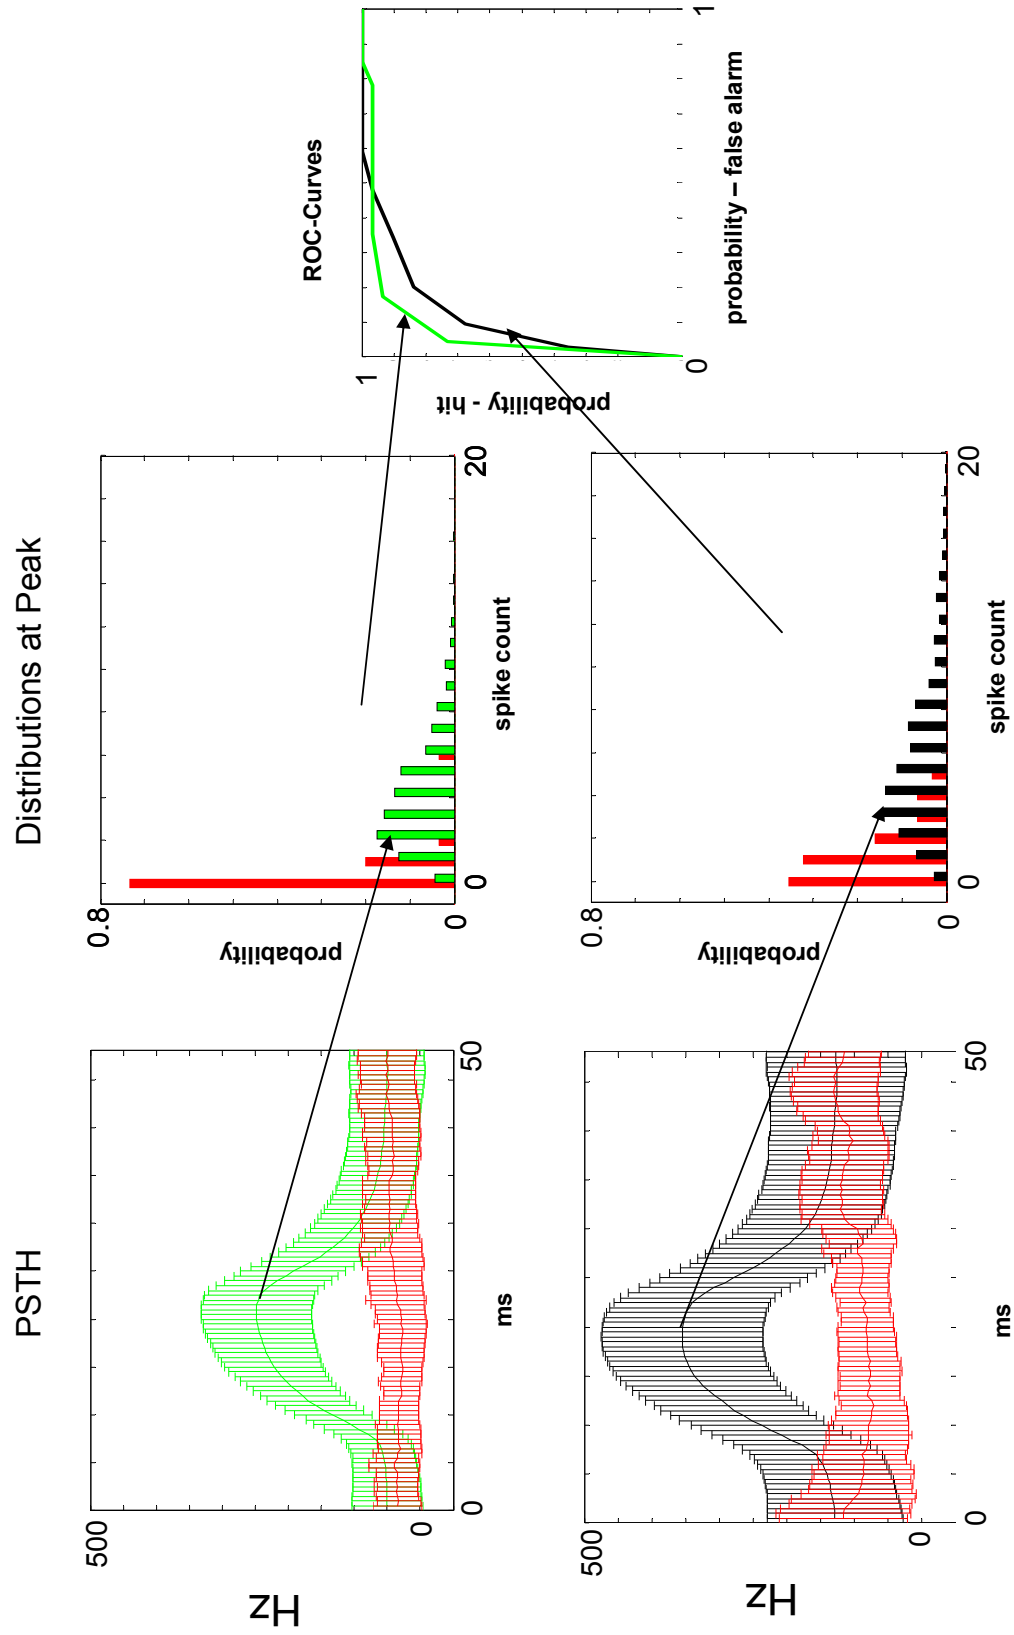 PSTH
Distributions at Peak
ROC-Curves
Hz
500
0
0
50
ms
probability
0.8
0
0
20
spike count
probability - hit
1
0
1
probability – false alarm
Hz
500
0
0
50
ms
probability
0.8
0
0
20
spike count